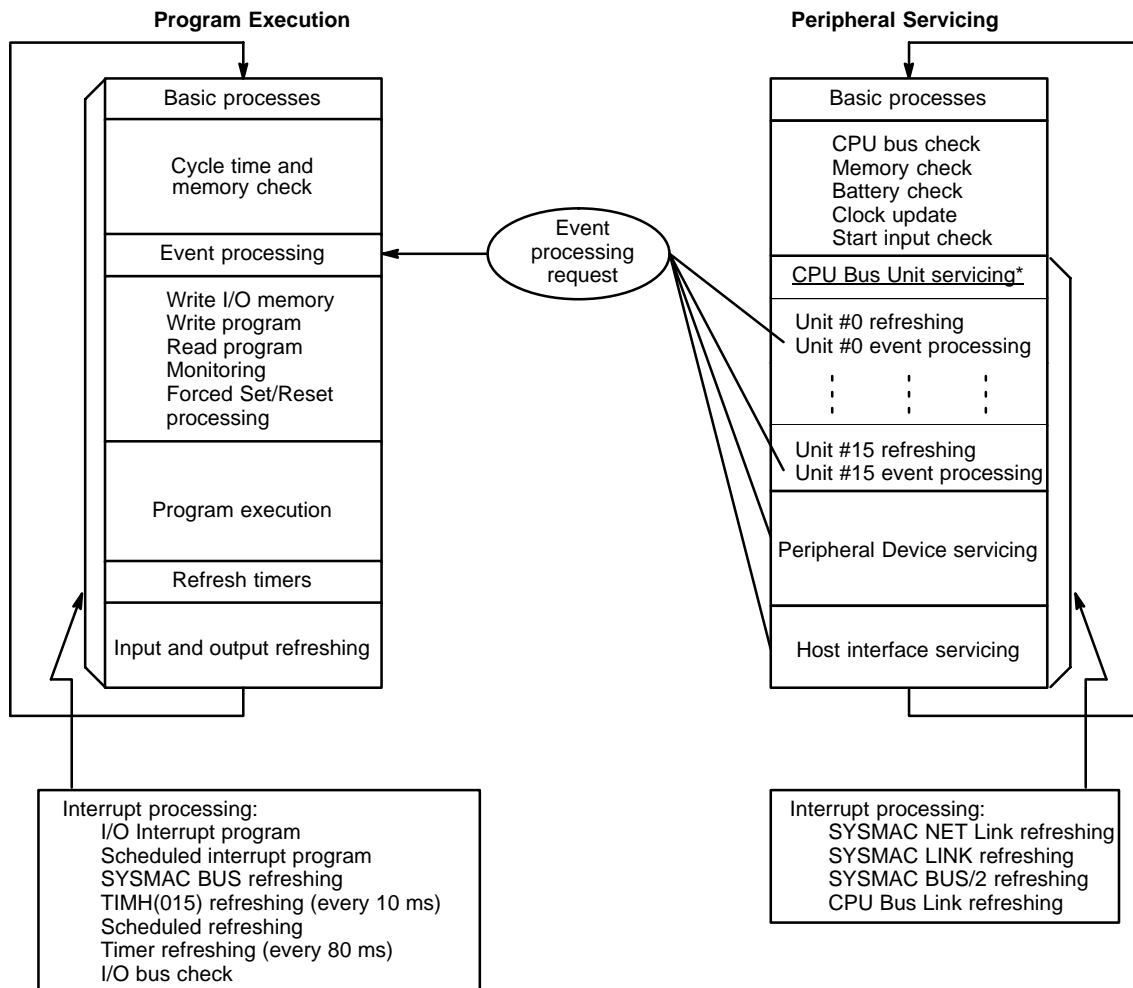 Program Execution
Basic processes
Cycle time and
memory check
Event processing
Write I/O memory
Write program
Read program
Monitoring
Forced Set/Reset
processing
Program execution
Refresh timers
Input and output refreshing
Interrupt processing:
I/O Interrupt program
Scheduled interrupt program
SYSMAC BUS refreshing
TIMH(015) refreshing (every 10 ms)
Scheduled refreshing
Timer refreshing (every 80 ms)
I/O bus check
Event
processing
request
Peripheral Servicing
Basic processes
CPU bus check
Memory check
Battery check
Clock update
Start input check
CPU Bus Unit servicing*
Unit #0 refreshing
Unit #0 event processing
Unit #15 refreshing
Unit #15 event processing
Peripheral Device servicing
Host interface servicing
Interrupt processing:
SYSMAC NET Link refreshing
SYSMAC LINK refreshing
SYSMAC BUS/2 refreshing
CPU Bus Link refreshing